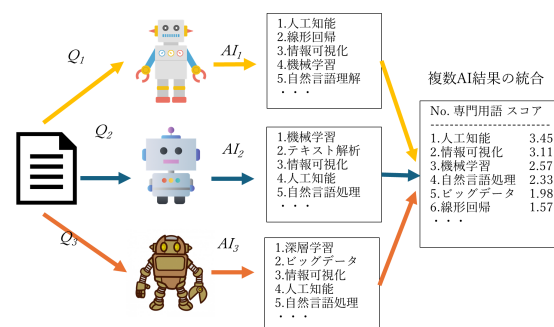 Q1
AI1
1.人工知能
2.線形回帰
3.情報可視化
4.機械学習
5.自然言語理解
・・・
Q2
AI2
1.機械学習
2.テキスト解析
3.情報可視化
4.人工知能
5.自然言語処理
・・・
Q3
AI3
1.深層学習
2.ビッグデータ
3.情報可視化
4.人工知能
5.自然言語処理
・・・
複数AI結果の統合
No. 専門用語 スコア
------------------------
1.人工知能 3.45
2.情報可視化 3.11
3.機械学習 2.57
4.自然言語処理 2.33
5.ビッグデータ 1.98
6.線形回帰 1.57
・・・